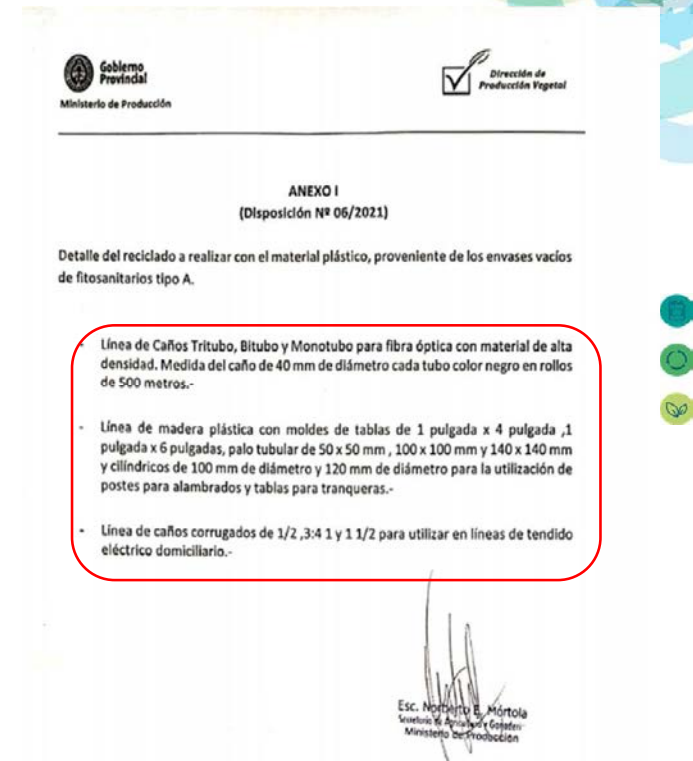 Gobierno
Provincial
Ministerio de Producción
Dirección de
Producción Vegetal
ANEXO I
(Disposición Nº 06/2021)
Detalle del reciclado a realizar con el material plástico, proveniente de los envases vacíos
de fitosanitarios tipo A.
- Línea de Caños Tritubo, Bitubo y Monotubo para fibra óptica con material de alta
densidad. Medida del caño de 40 mm de diámetro cada tubo color negro en rollos
de 500 metros.-
- Línea de madera plástica con moldes de tablas de 1 pulgada x 4 pulgada ,1
pulgada x 6 pulgadas, palo tubular de 50 x 50 mm , 100 x 100 mm y 140 x 140 mm
y cilíndricos de 100 mm de diámetro y 120 mm de diámetro para la utilización de
postes para alambrados y tablas para tranqueras.-
- Línea de caños corrugados de 1/2 ,3:4 1 y 1 1/2 para utilizar en líneas de tendido
eléctrico domiciliario.-
Esc. Norberto E. Mórtola
Ministerio de Producción